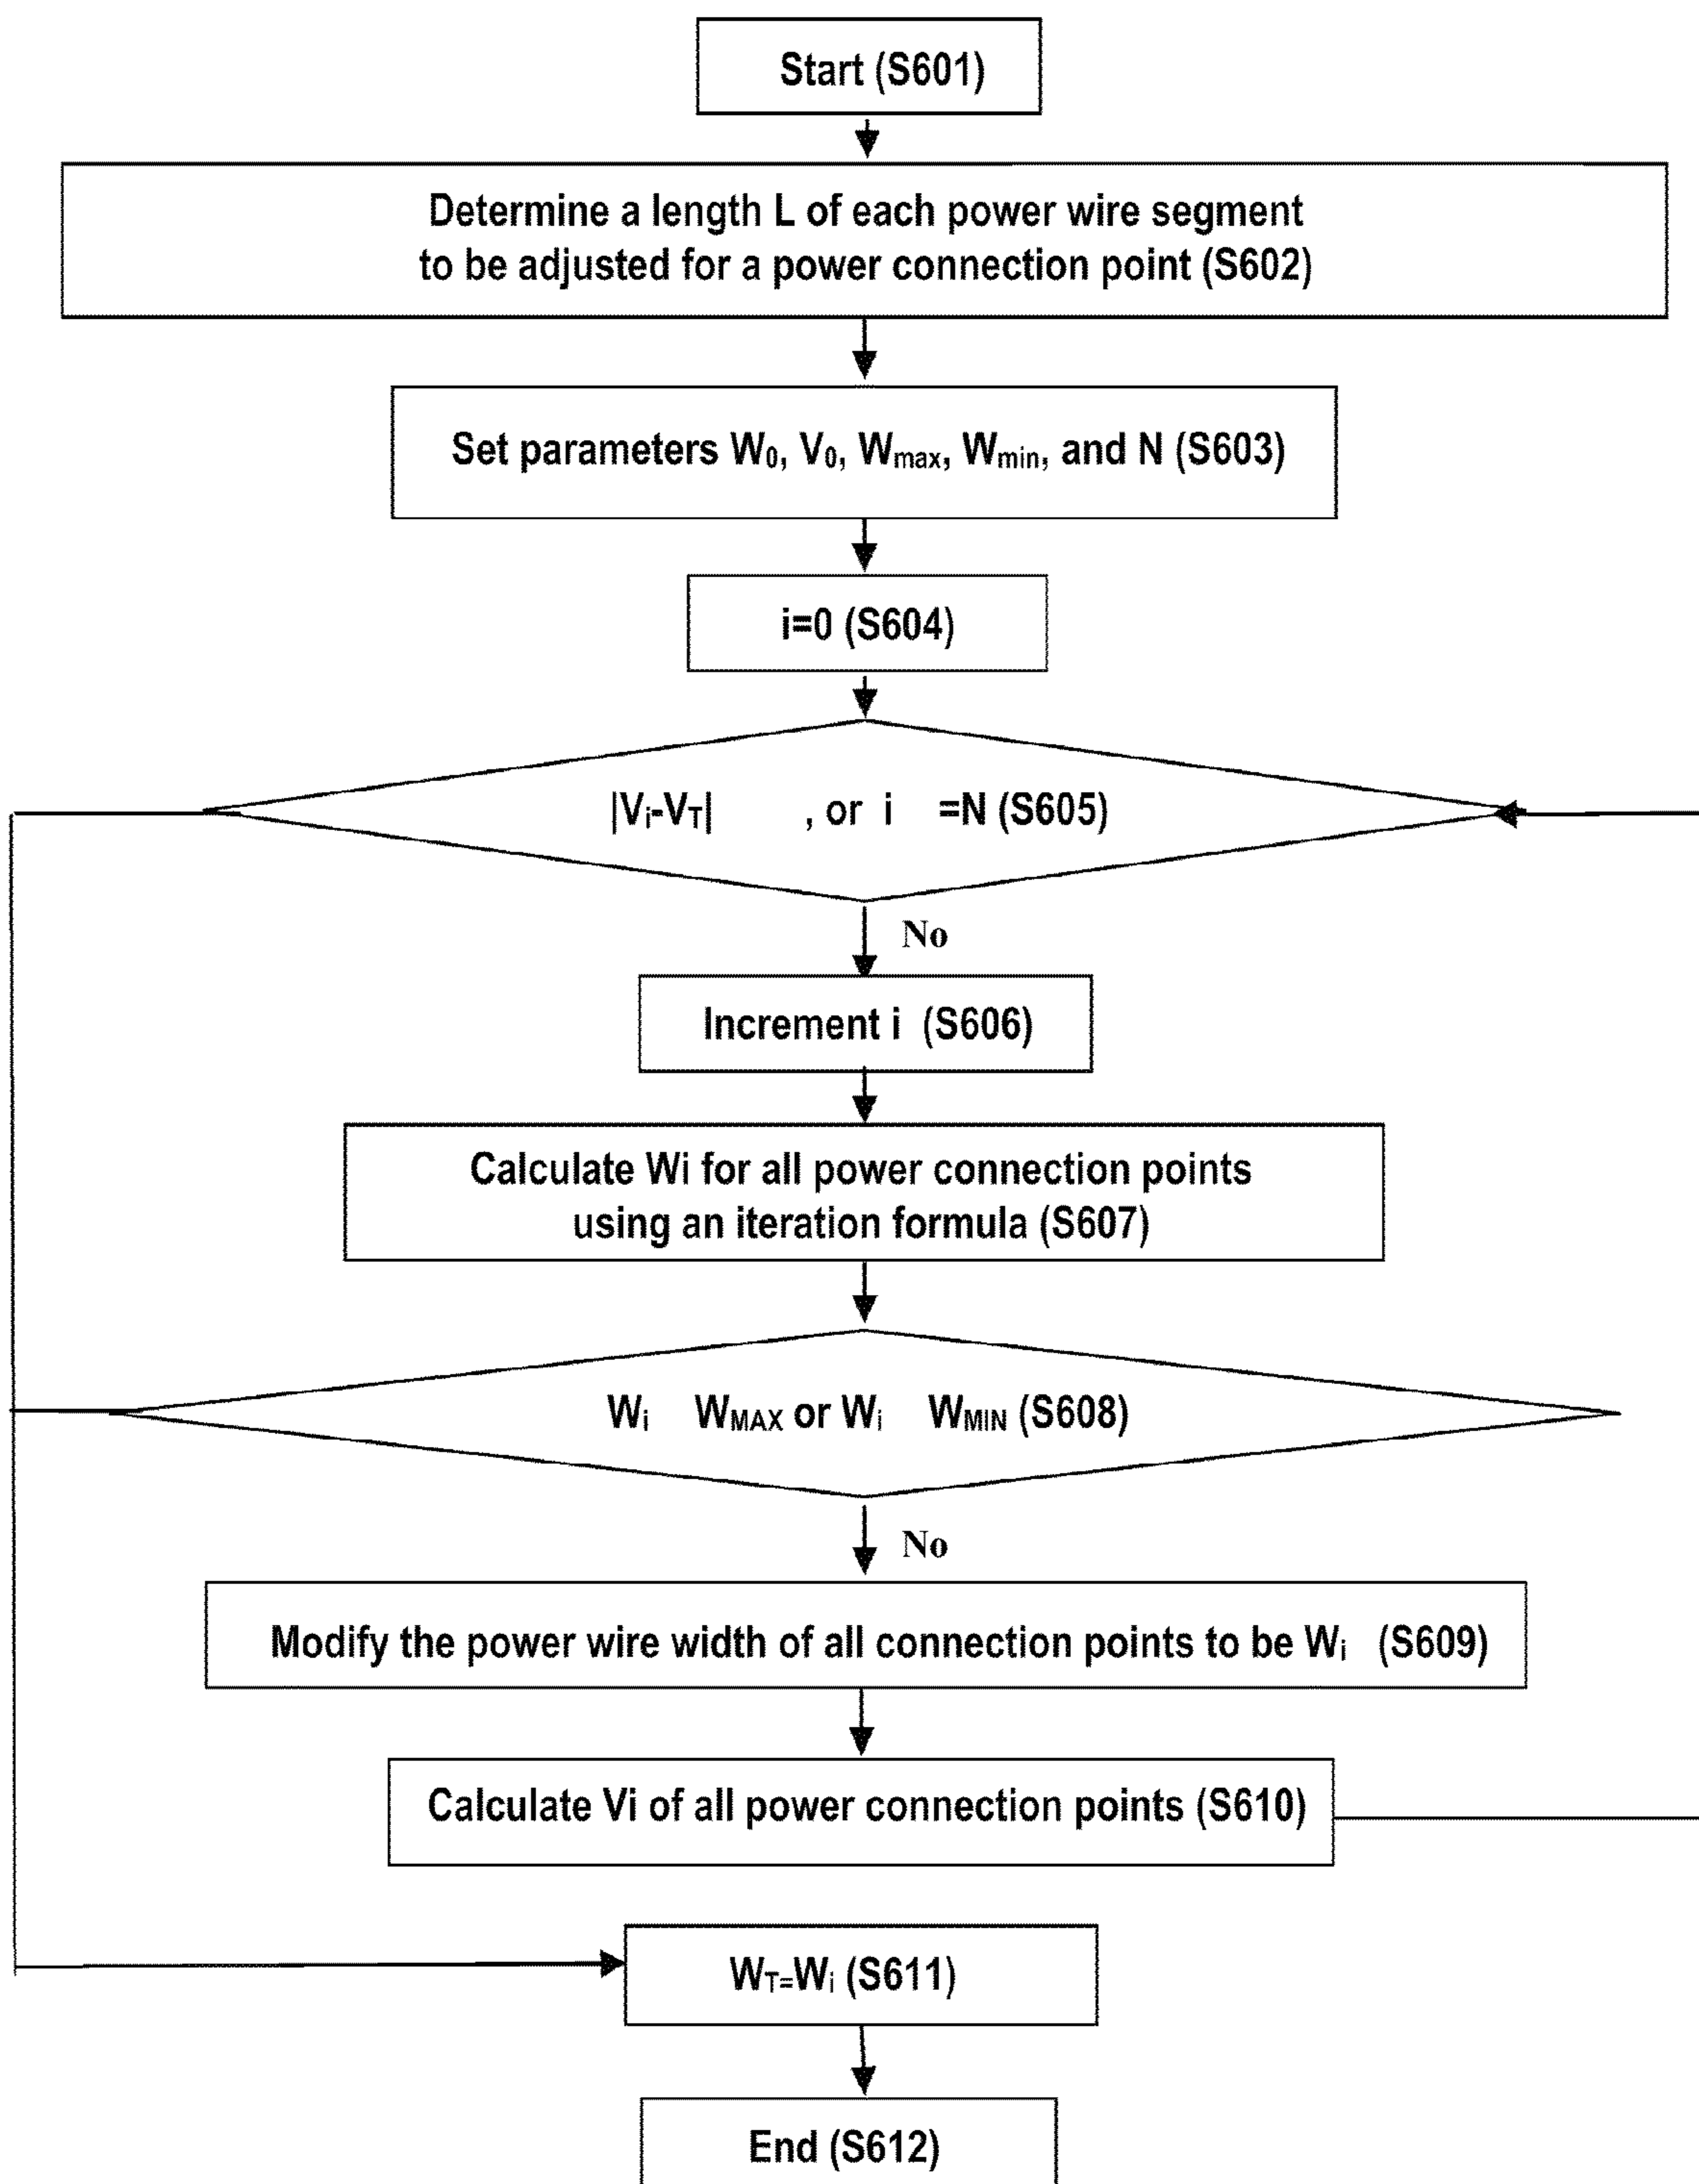 Start (S601)
Determine a length L of each power wire segment
to be adjusted for a power connection point (S602)
Set parameters W₀, V₀, Wmax, Wmin, and N (S603)
i=0 (S604)
|Vi-VT| , or i =N (S605)
No
Increment i (S606)
Calculate Wi for all power connection points
using an iteration formula (S607)
Wi WMAX or Wi WMIN (S608)
No
Modify the power wire width of all connection points to be Wi (S609)
Calculate Vi of all power connection points (S610)
WT=Wi (S611)
End (S612)